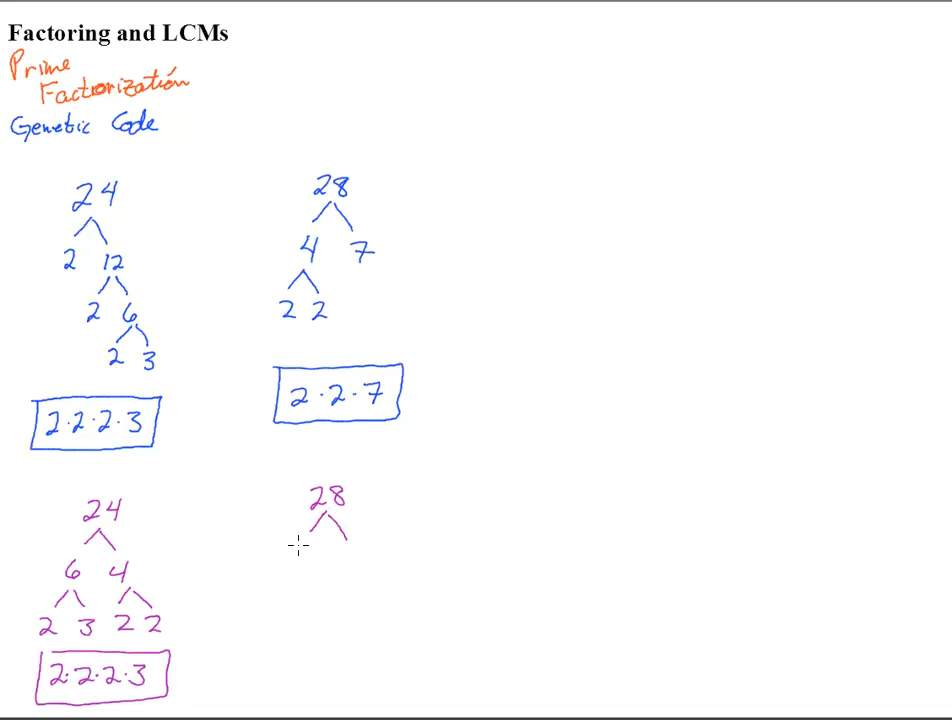 Factoring and LCMs
Prime
Factorization
Genetic Code
24
2 12
2 6
2 3
2·2·2·3
28
4 7
2 2
2·2·7
24
6 4
2 3 2 2
2·2·2·3
28